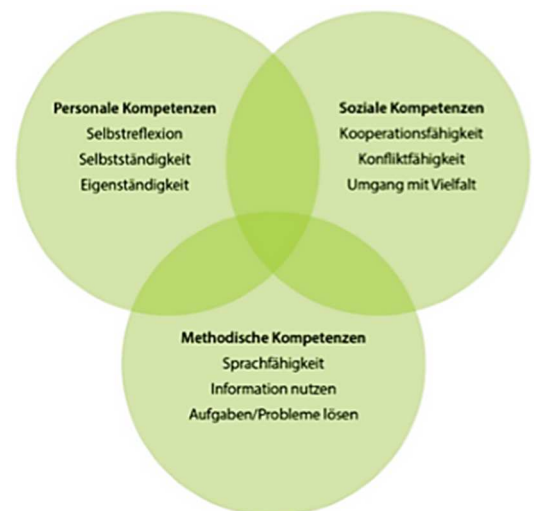 Personale Kompetenzen
Selbstreflexion
Selbstständigkeit
Eigenständigkeit
Soziale Kompetenzen
Kooperationsfähigkeit
Konfliktfähigkeit
Umgang mit Vielfalt
Methodische Kompetenzen
Sprachfähigkeit
Information nutzen
Aufgaben/Probleme lösen